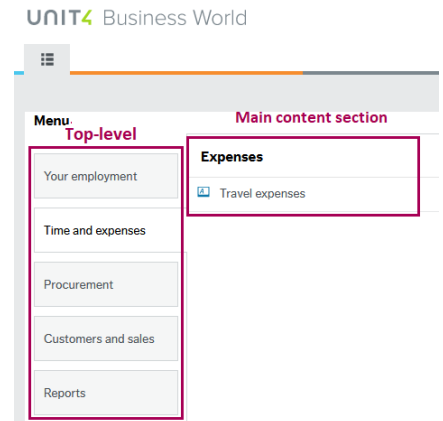 UNIT4 Business World
Menu
Top-level
Main content section
Your employment
Time and expenses
Procurement
Customers and sales
Reports
Expenses
Travel expenses